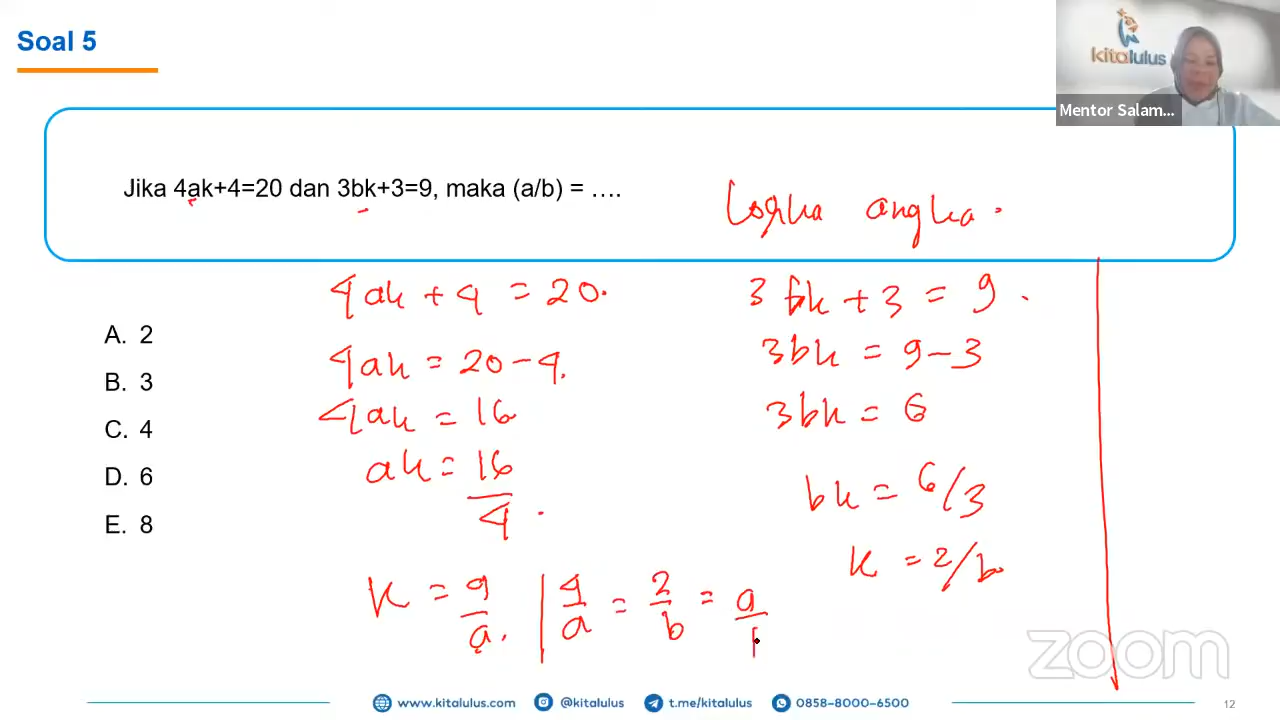 Soal 5
kitalulus
Mentor Salam...
Jika 4ak+4=20 dan 3bk+3=9, maka (a/b) = ….
Logika angka.
4ak + 4 = 20.
4ak = 20 - 4.
4ak = 16
ak = 16/4.
k = 4/a.
3bk + 3 = 9.
3bk = 9 - 3
3bk = 6
bk = 6/3
k = 2/b
4/a = 2/b = a/
A. 2
B. 3
C. 4
D. 6
E. 8
zoom
www.kitalulus.com @kitalulus t.me/kitalulus 0858-8000-6500 12